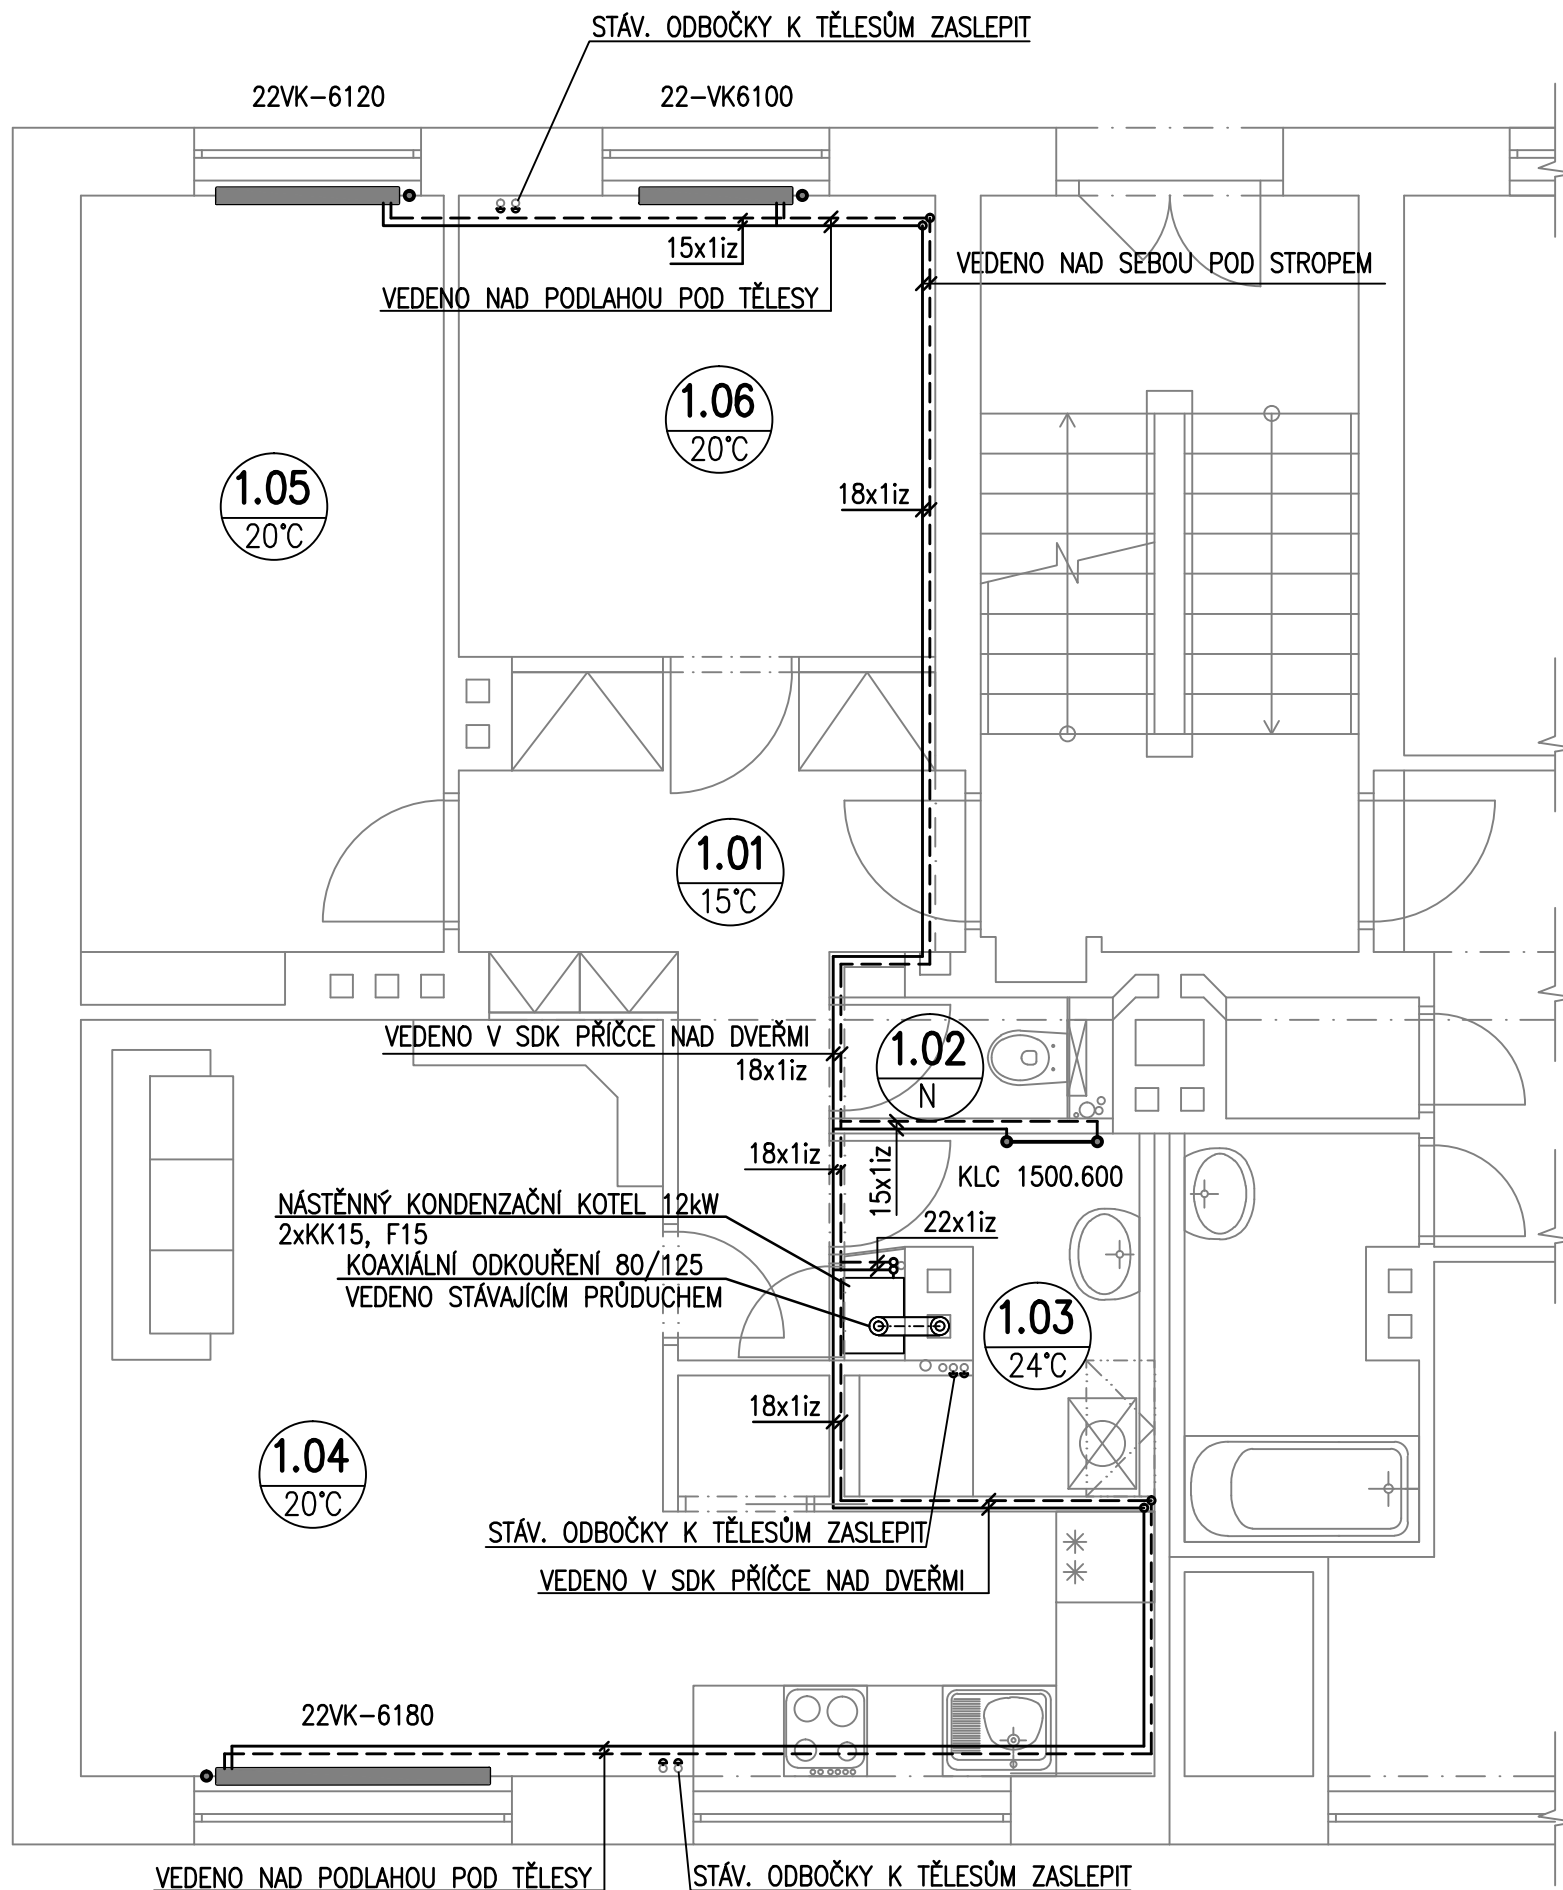 STÁV. ODBOČKY K TĚLESŮM ZASLEPIT
22VK-6120
22-VK6100
15x1iz
VEDENO NAD SEBOU POD STROPEM
VEDENO NAD PODLAHOU POD TĚLESY
1.06
20°C
1.05
20°C
18x1iz
1.01
15°C
VEDENO V SDK PŘÍČCE NAD DVEŘMI
18x1iz
1.02
N
18x1iz
15x1iz
KLC 1500.600
NÁSTĚNNÝ KONDENZAČNÍ KOTEL 12kW
2xKK15, F15
22x1iz
KOAXIÁLNÍ ODKOUŘENÍ 80/125
VEDENO STÁVAJÍCÍM PRŮDUCHEM
1.03
24°C
18x1iz
1.04
20°C
STÁV. ODBOČKY K TĚLESŮM ZASLEPIT
VEDENO V SDK PŘÍČCE NAD DVEŘMI
22VK-6180
VEDENO NAD PODLAHOU POD TĚLESY
STÁV. ODBOČKY K TĚLESŮM ZASLEPIT